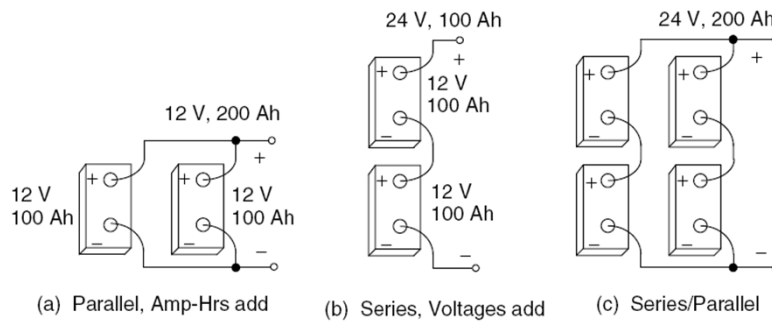 12 V, 200 Ah
+
12 V
100 Ah
+
−
+
−
12 V
100 Ah
−
(a) Parallel, Amp-Hrs add
24 V, 100 Ah
+
+
−
12 V
100 Ah
+
−
12 V
100 Ah
−
(b) Series, Voltages add
24 V, 200 Ah
+
+
−
+
−
+
−
+
−
−
(c) Series/Parallel